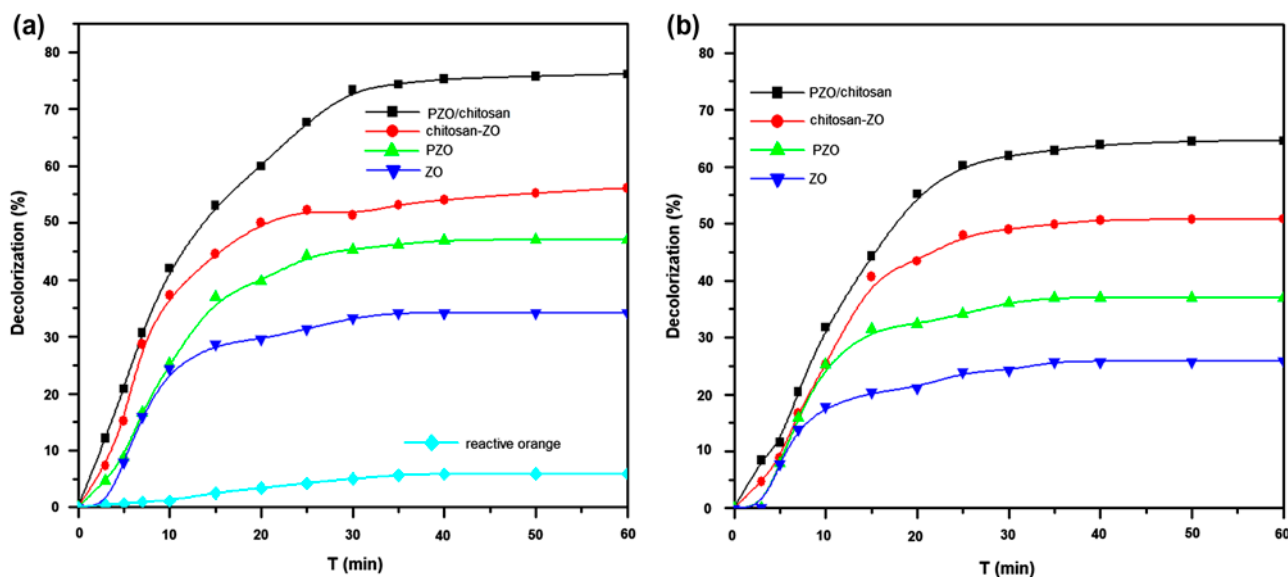 (a)
Decolorization (%)
80
70
60
50
40
30
20
10
0
PZO/chitosan
chitosan-ZO
PZO
ZO
reactive orange
0 10 20 30 40 50 60
T (min)
(b)
Decolorization (%)
80
70
60
50
40
30
20
10
0
PZO/chitosan
chitosan-ZO
PZO
ZO
0 10 20 30 40 50 60
T (min)